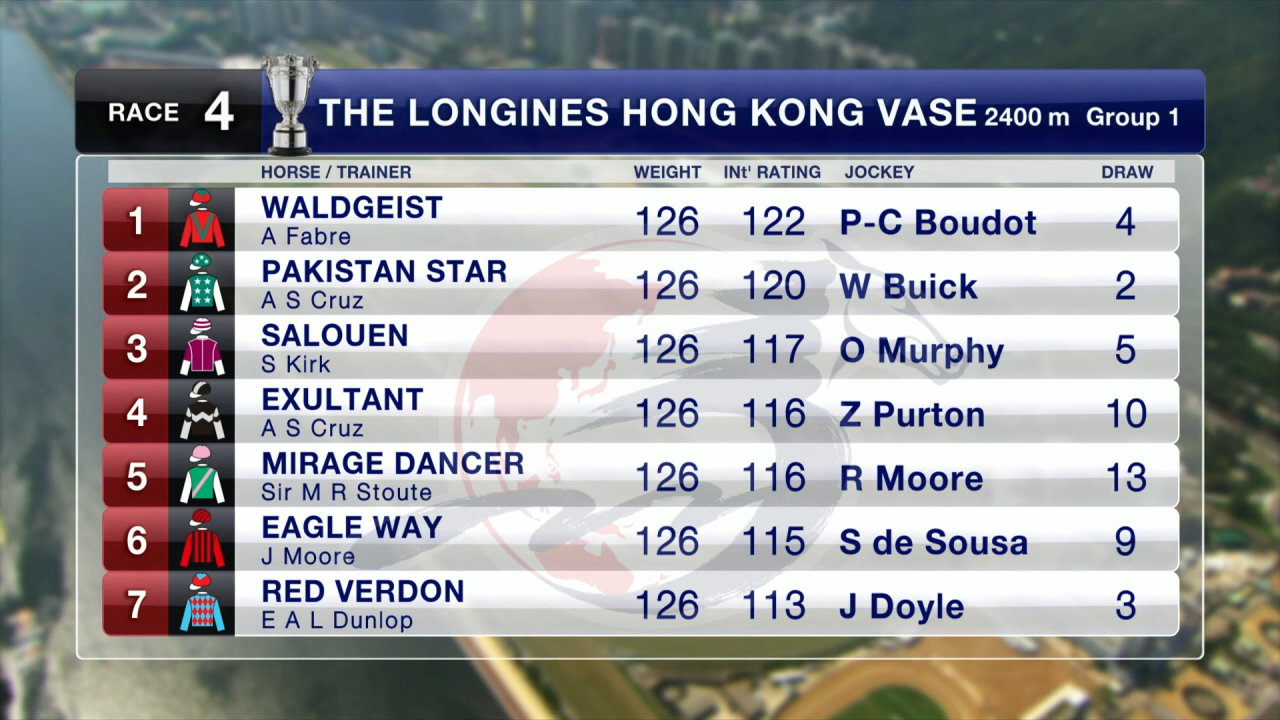 RACE 4 THE LONGINES HONG KONG VASE 2400 m Group 1
HORSE / TRAINER WEIGHT INt' RATING JOCKEY DRAW
1 WALDGEIST 126 122 P-C Boudot 4
A Fabre
2 PAKISTAN STAR 126 120 W Buick 2
A S Cruz
3 SALOUEN 126 117 O Murphy 5
S Kirk
4 EXULTANT 126 116 Z Purton 10
A S Cruz
5 MIRAGE DANCER 126 116 R Moore 13
Sir M R Stoute
6 EAGLE WAY 126 115 S de Sousa 9
J Moore
7 RED VERDON 126 113 J Doyle 3
E A L Dunlop